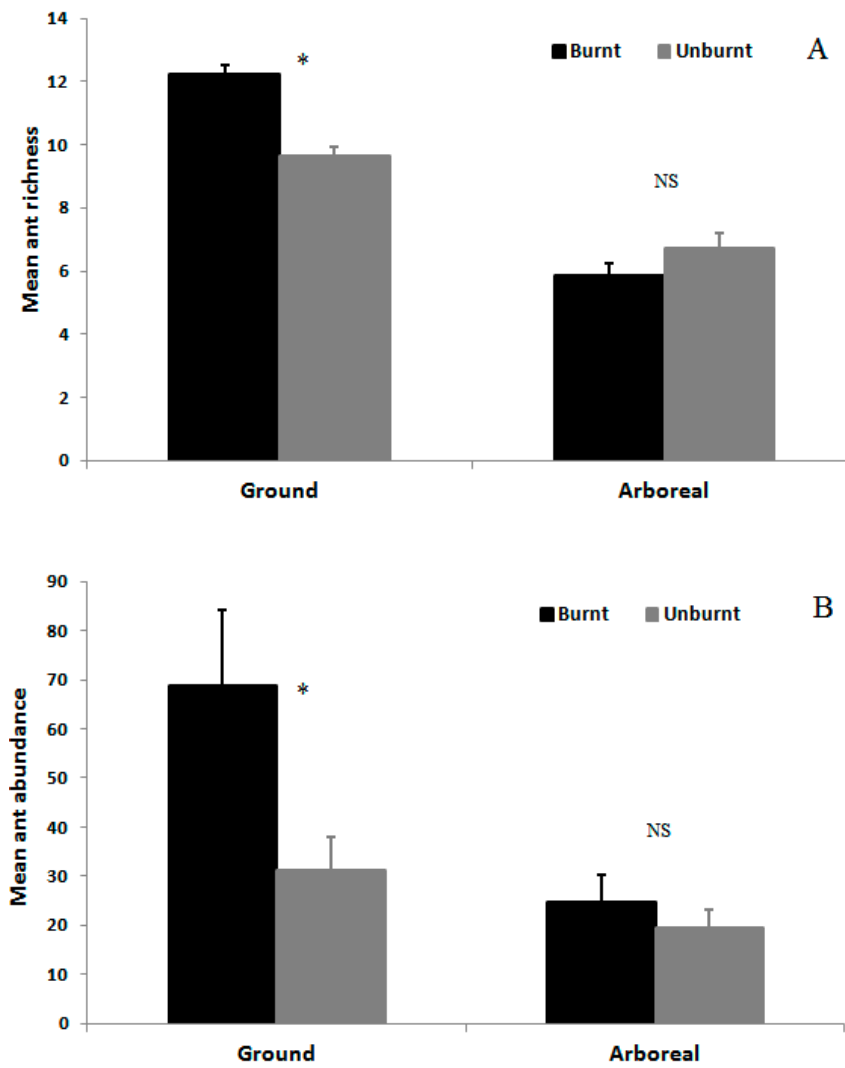 14
12
10
8
6
4
2
0
Mean ant richness
Burnt Unburnt
A
*
NS
Ground Arboreal
90
80
70
60
50
40
30
20
10
0
Mean ant abundance
Burnt Unburnt
B
*
NS
Ground Arboreal